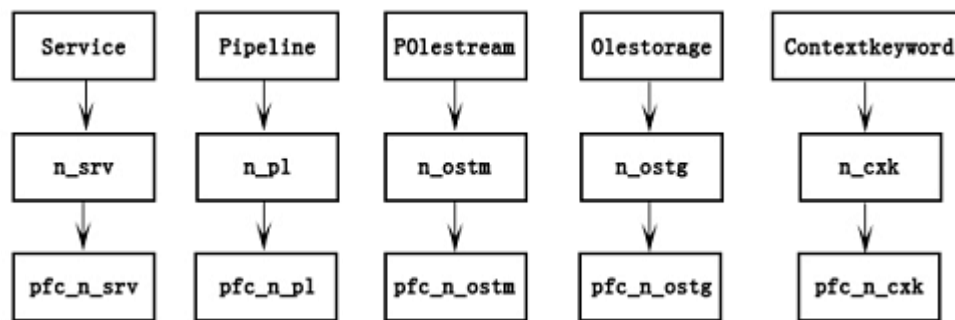 Service Pipeline POlestream Olestorage Contextkeyword
n_srv n_pl n_ostm n_ostg n_cxk
pfc_n_srv pfc_n_pl pfc_n_ostm pfc_n_ostg pfc_n_cxk